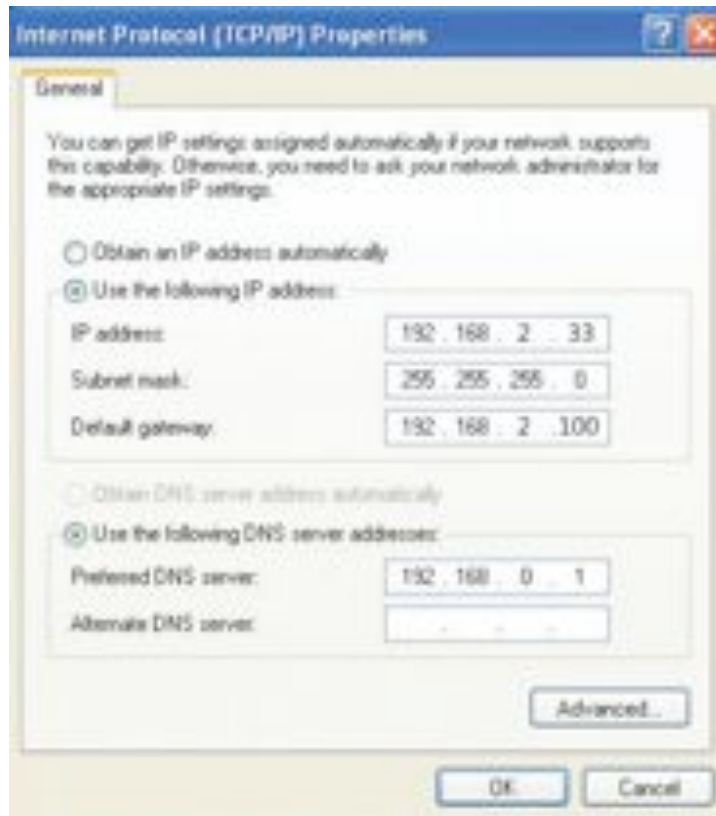 Internet Protocol (TCP/IP) Properties
General
You can get IP settings assigned automatically if your network supports
this capability. Otherwise, you need to ask your network administrator for
the appropriate IP settings.
Obtain an IP address automatically
Use the following IP address:
IP address: 192 . 168 . 2 . 33
Subnet mask: 255 . 255 . 255 . 0
Default gateway: 192 . 168 . 2 .100
Obtain DNS server address automatically
Use the following DNS server addresses:
Preferred DNS server: 192 . 168 . 0 . 1
Alternate DNS server: . . .
Advanced...
OK Cancel